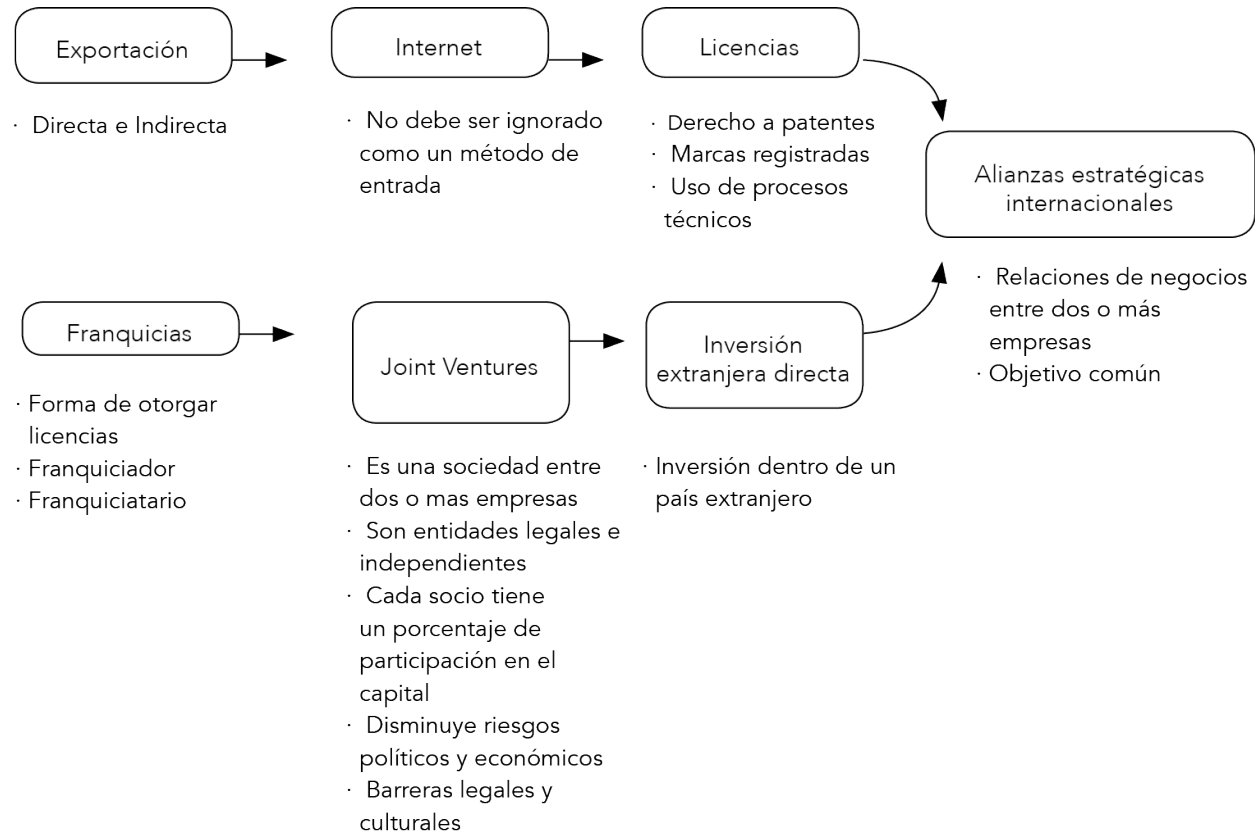 Exportación
· Directa e Indirecta
Internet
· No debe ser ignorado
como un método de
entrada
Licencias
· Derecho a patentes
· Marcas registradas
· Uso de procesos
técnicos
Alianzas estratégicas
internacionales
· Relaciones de negocios
entre dos o más
empresas
· Objetivo común
Franquicias
· Forma de otorgar
licencias
· Franquiciador
· Franquiciatario
Joint Ventures
· Es una sociedad entre
dos o mas empresas
· Son entidades legales e
independientes
· Cada socio tiene
un porcentaje de
participación en el
capital
· Disminuye riesgos
políticos y económicos
· Barreras legales y
culturales
Inversión
extranjera directa
· Inversión dentro de un
país extranjero